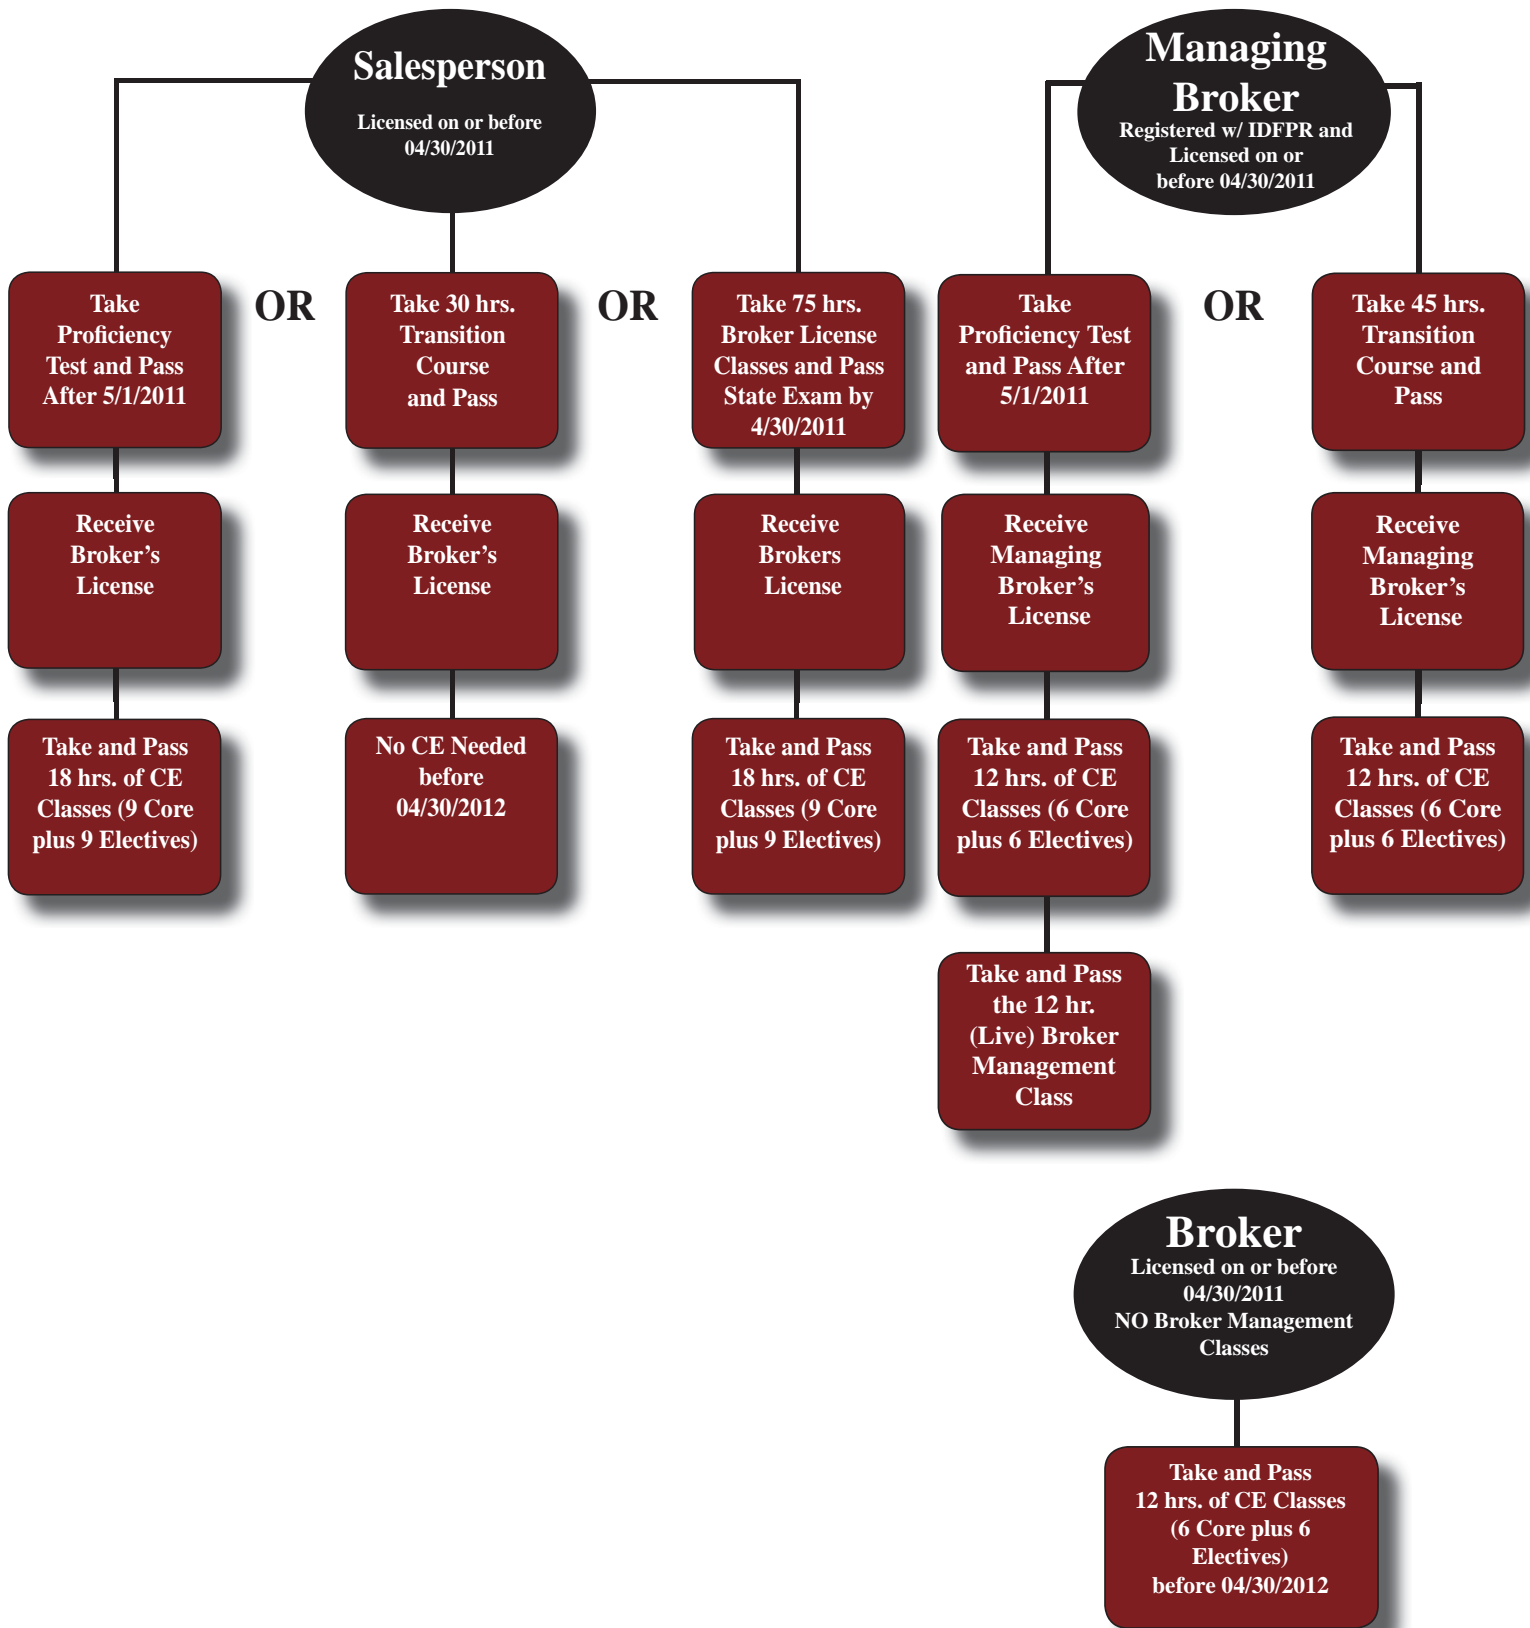 Salesperson
Licensed on or before
04/30/2011
Take
Proficiency
Test and Pass
After 5/1/2011
OR
Take 30 hrs.
Transition
Course
and Pass
OR
Take 75 hrs.
Broker License
Classes and Pass
State Exam by
4/30/2011
Receive
Broker’s
License
Receive
Broker’s
License
Receive
Brokers
License
Take and Pass
18 hrs. of CE
Classes (9 Core
plus 9 Electives)
No CE Needed
before
04/30/2012
Take and Pass
18 hrs. of CE
Classes (9 Core
plus 9 Electives)
Managing
Broker
Registered w/ IDFPR and
Licensed on or
before 04/30/2011
Take
Proficiency Test
and Pass After
5/1/2011
OR
Take 45 hrs.
Transition
Course and
Pass
Receive
Managing
Broker’s
License
Receive
Managing
Broker’s
License
Take and Pass
12 hrs. of CE
Classes (6 Core
plus 6 Electives)
Take and Pass
12 hrs. of CE
Classes (6 Core
plus 6 Electives)
Take and Pass
the 12 hr.
(Live) Broker
Management
Class
Broker
Licensed on or before
04/30/2011
NO Broker Management
Classes
Take and Pass
12 hrs. of CE Classes
(6 Core plus 6
Electives)
before 04/30/2012